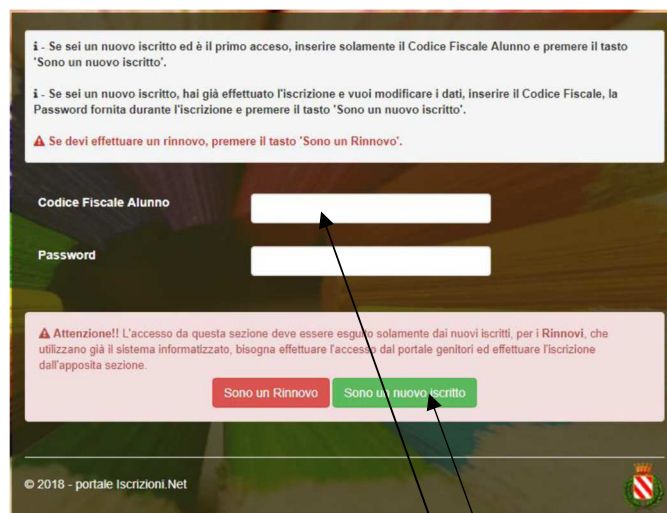 i - Se sei un nuovo iscritto ed è il primo accesso, inserire solamente il Codice Fiscale Alunno e premere il tasto
'Sono un nuovo iscritto'.
i - Se sei un nuovo iscritto, hai già effettuato l'iscrizione e vuoi modificare i dati, inserire il Codice Fiscale, la
Password fornita durante l'iscrizione e premere il tasto 'Sono un nuovo iscritto'.
Se devi effettuare un rinnovo, premere il tasto 'Sono un Rinnovo'.
Codice Fiscale Alunno
Password
Attenzione!! L'accesso da questa sezione deve essere esguito solamente dai nuovi iscritti, per i Rinnovi, che
utilizzano già il sistema informatizzato, bisogna effettuare l'accesso dal portale genitori ed effettuare l'iscrizione
dall'apposita sezione.
Sono un Rinnovo Sono un nuovo iscritto
© 2018 - portale Iscrizioni.Net